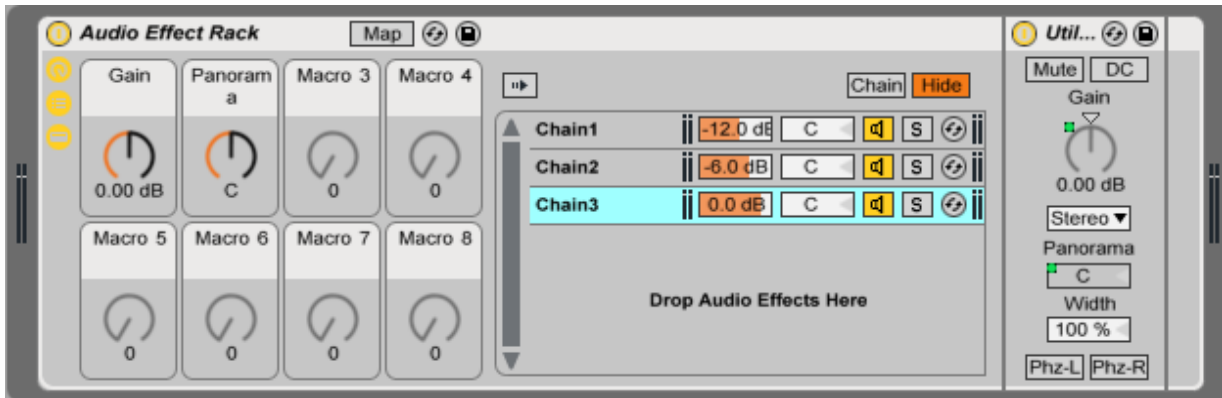 Audio Effect Rack
Map
Gain
Panoram
a
Macro 3
Macro 4
0.00 dB
C
0
0
Macro 5
Macro 6
Macro 7
Macro 8
0
0
0
0
Chain
Hide
Chain1
-12.0 dB
C
S
Chain2
-6.0 dB
C
S
Chain3
0.0 dB
C
S
Drop Audio Effects Here
Util...
Mute
DC
Gain
0.00 dB
Stereo
Panorama
C
Width
100 %
Phz-L
Phz-R